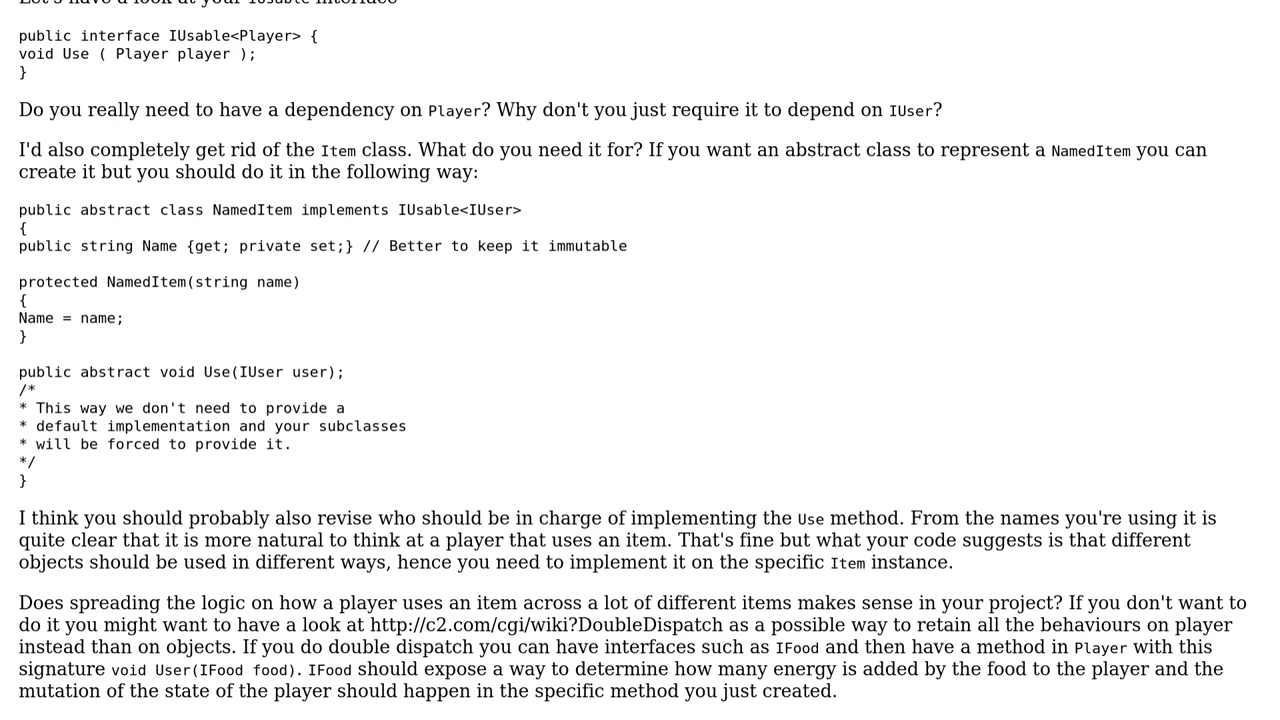 Let's have a look at your IUsable interface
public interface IUsable<Player> {
void Use ( Player player );
}
Do you really need to have a dependency on Player? Why don't you just require it to depend on IUser?
I'd also completely get rid of the Item class. What do you need it for? If you want an abstract class to represent a NamedItem you can
create it but you should do it in the following way:
public abstract class NamedItem implements IUsable<IUser>
{
public string Name {get; private set;} // Better to keep it immutable
protected NamedItem(string name)
{
Name = name;
}
public abstract void Use(IUser user);
/*
* This way we don't need to provide a
* default implementation and your subclasses
* will be forced to provide it.
*/
}
I think you should probably also revise who should be in charge of implementing the Use method. From the names you're using it is
quite clear that it is more natural to think at a player that uses an item. That's fine but what your code suggests is that different
objects should be used in different ways, hence you need to implement it on the specific Item instance.
Does spreading the logic on how a player uses an item across a lot of different items makes sense in your project? If you don't want to
do it you might want to have a look at http://c2.com/cgi/wiki?DoubleDispatch as a possible way to retain all the behaviours on player
instead than on objects. If you do double dispatch you can have interfaces such as IFood and then have a method in Player with this
signature void User(IFood food). IFood should expose a way to determine how many energy is added by the food to the player and the
mutation of the state of the player should happen in the specific method you just created.